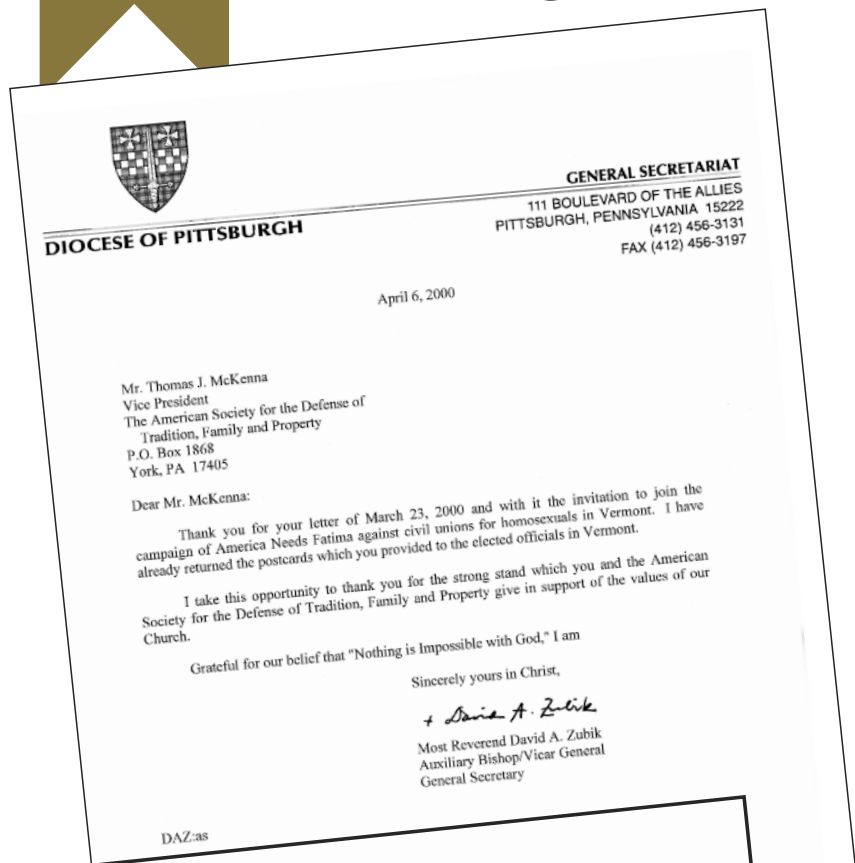 GENERAL SECRETARIAT
DIOCESE OF PITTSBURGH
111 BOULEVARD OF THE ALLIES
PITTSBURGH, PENNSYLVANIA 15222
(412) 456-3131
FAX (412) 456-3197
April 6, 2000
Mr. Thomas J. McKenna
Vice President
The American Society for the Defense of
Tradition, Family and Property
P.O. Box 1868
York, PA 17405
Dear Mr. McKenna:
Thank you for your letter of March 23, 2000 and with it the invitation to join the
campaign of America Needs Fatima against civil unions for homosexuals in Vermont. I have
already returned the postcards which you provided to the elected officials in Vermont.
I take this opportunity to thank you for the strong stand which you and the American
Society for the Defense of Tradition, Family and Property give in support of the values of our
Church.
Grateful for our belief that "Nothing is Impossible with God," I am
Sincerely yours in Christ,
+ David A. Zubik
Most Reverend David A. Zubik
Auxiliary Bishop/Vicar General
General Secretary
DAZ:as